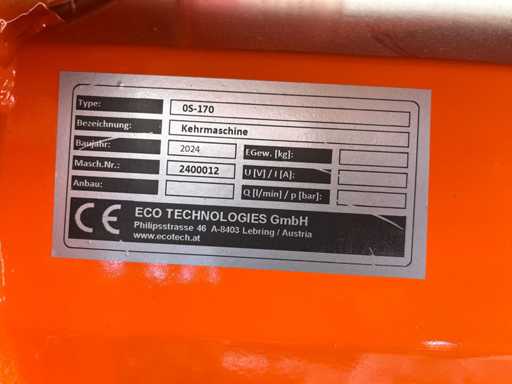 Type: 0S-170
Bezeichnung: Kehrmaschine
Baujahr: 2024 EGew. [kg]:
Masch.Nr.: 2400012 U [V] / I [A]:
Anbau: Q [l/min] / p [bar]:
CE ECO TECHNOLOGIES GmbH
Philipsstrasse 46 A-8403 Lebring / Austria
www.ecotech.at